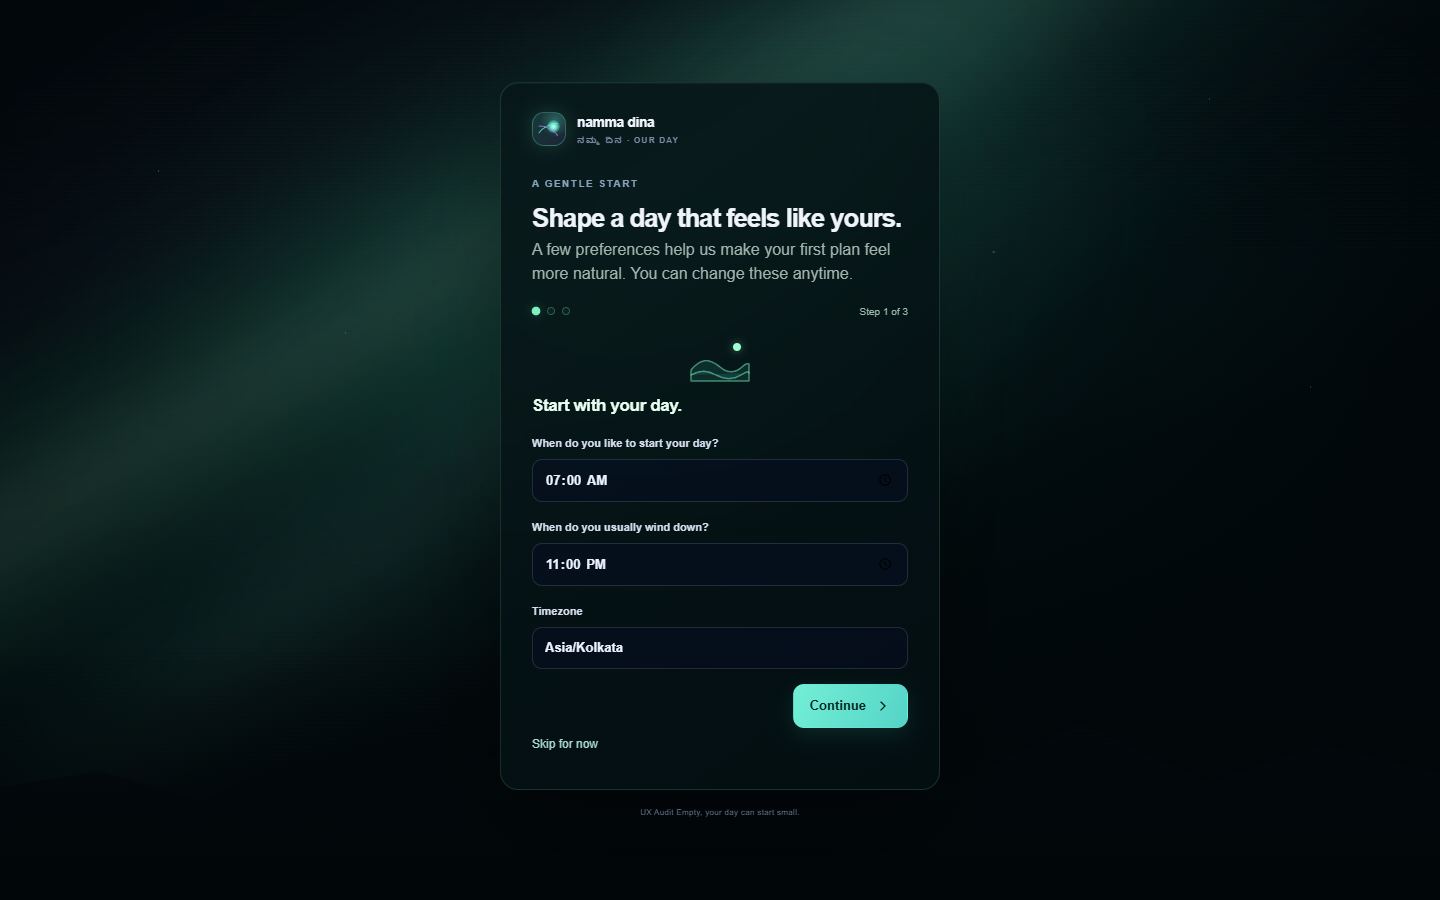 namma dina
ನಮ್ಮ ದಿನ · OUR DAY
A GENTLE START
Shape a day that feels like yours.
A few preferences help us make your first plan feel
more natural. You can change these anytime.
Step 1 of 3
Start with your day.
When do you like to start your day?
07:00 AM
When do you usually wind down?
11:00 PM
Timezone
Asia/Kolkata
Continue
Skip for now
UX Audit Empty, your day can start small.